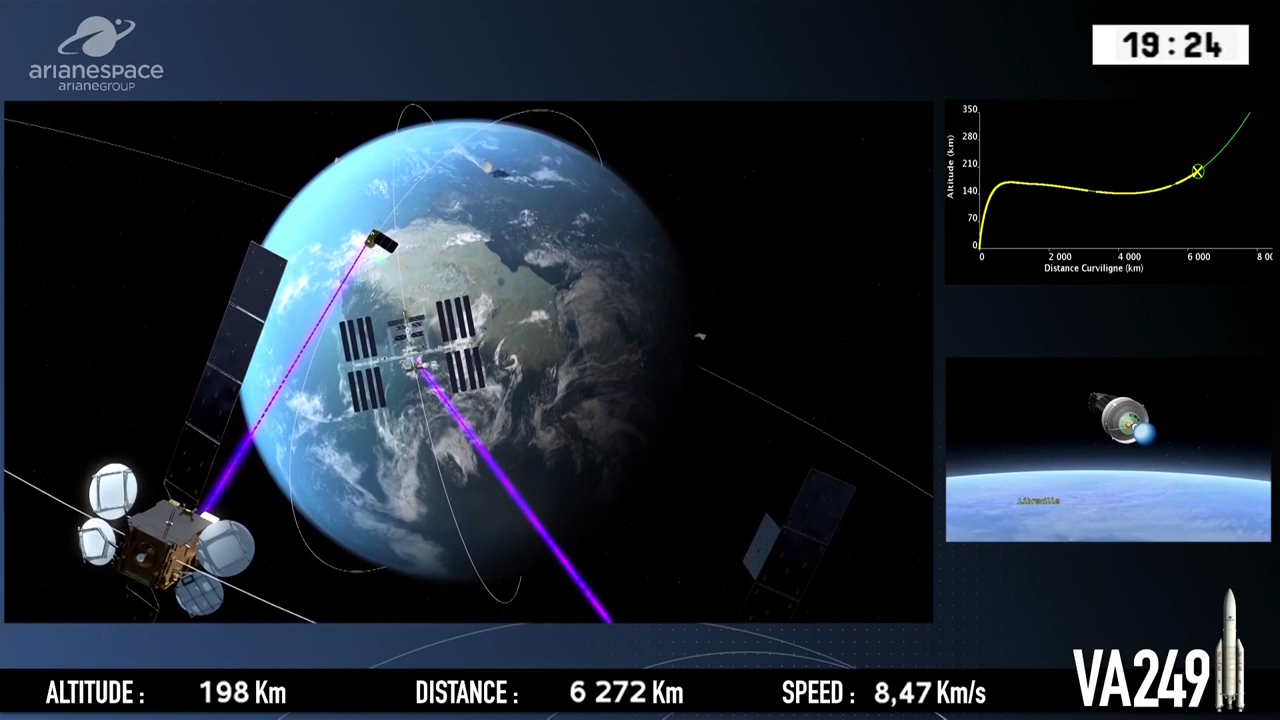 arianespace
arianeGROUP
19:24
350
280
210
140
70
0
Altitude (km)
0
2 000
4 000
6 000
8 00
Distance Curviligne (km)
Libreville
VA249
ALTITUDE : 198 Km
DISTANCE : 6 272 Km
SPEED : 8,47 Km/s